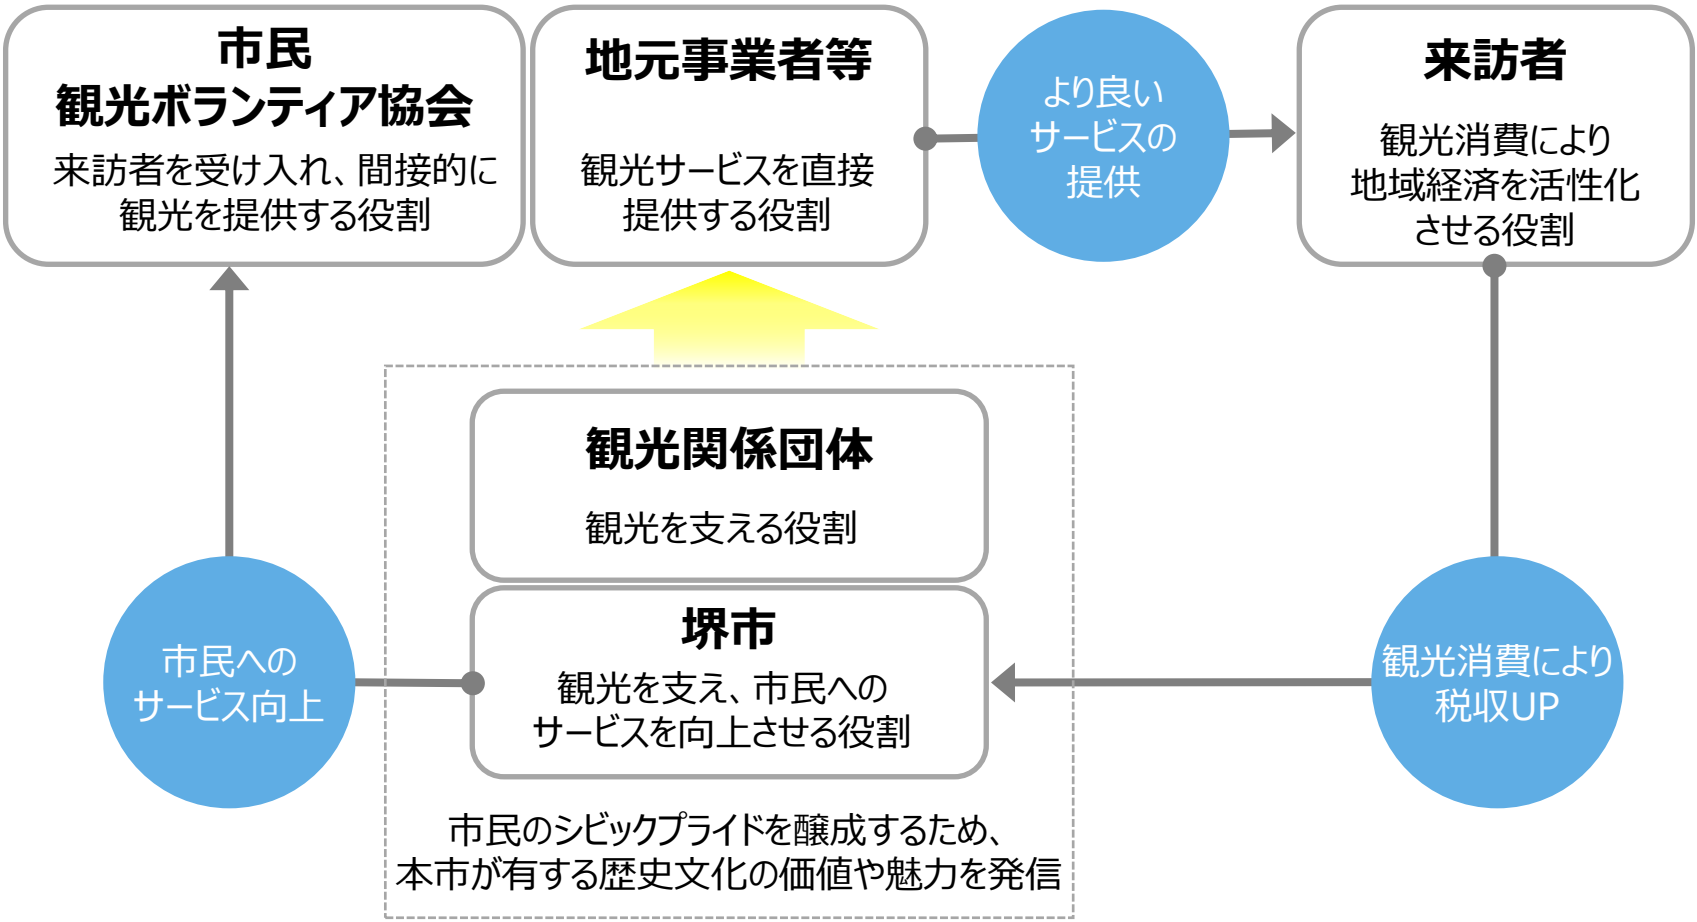 市民
観光ボランティア協会
来訪者を受け入れ、間接的に
観光を提供する役割
地元事業者等
観光サービスを直接
提供する役割
より良い
サービスの
提供
来訪者
観光消費により
地域経済を活性化
させる役割
観光関係団体
観光を支える役割
堺市
観光を支え、市民への
サービスを向上させる役割
市民のシビックプライドを醸成するため、
本市が有する歴史文化の価値や魅力を発信
市民への
サービス向上
観光消費により
税収UP